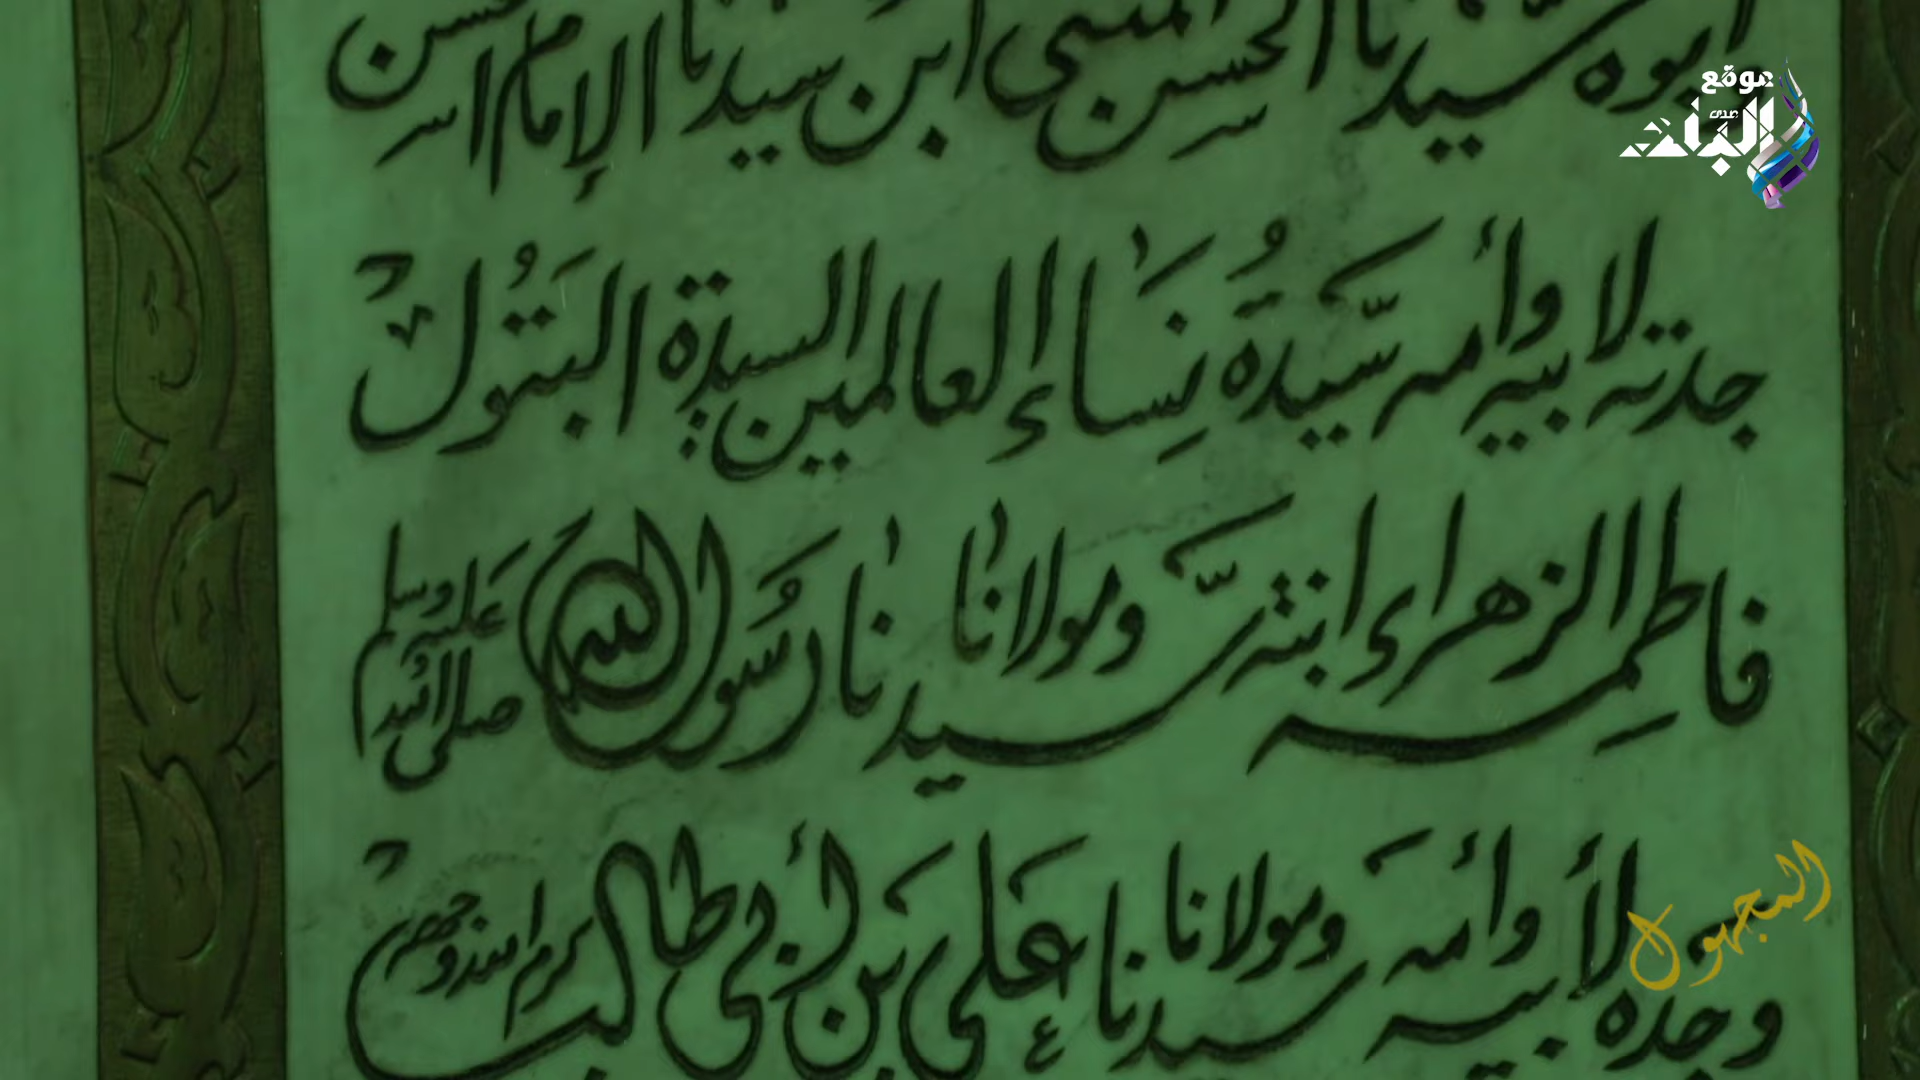 أبوه سيدنا الحسن المثنى ابن سيدنا الإمام الحسن
موقع
صدى
البلد
جدته لأبيه وأمه سيدة نساء العالمين السيدة البتول
فاطمة الزهراء ابنة سيدنا ومولانا رسول الله صلى الله عليه وسلم
وجده لأبيه وأمه سيدنا ومولانا علي بن أبي طالب كرم الله وجهه
المجهول